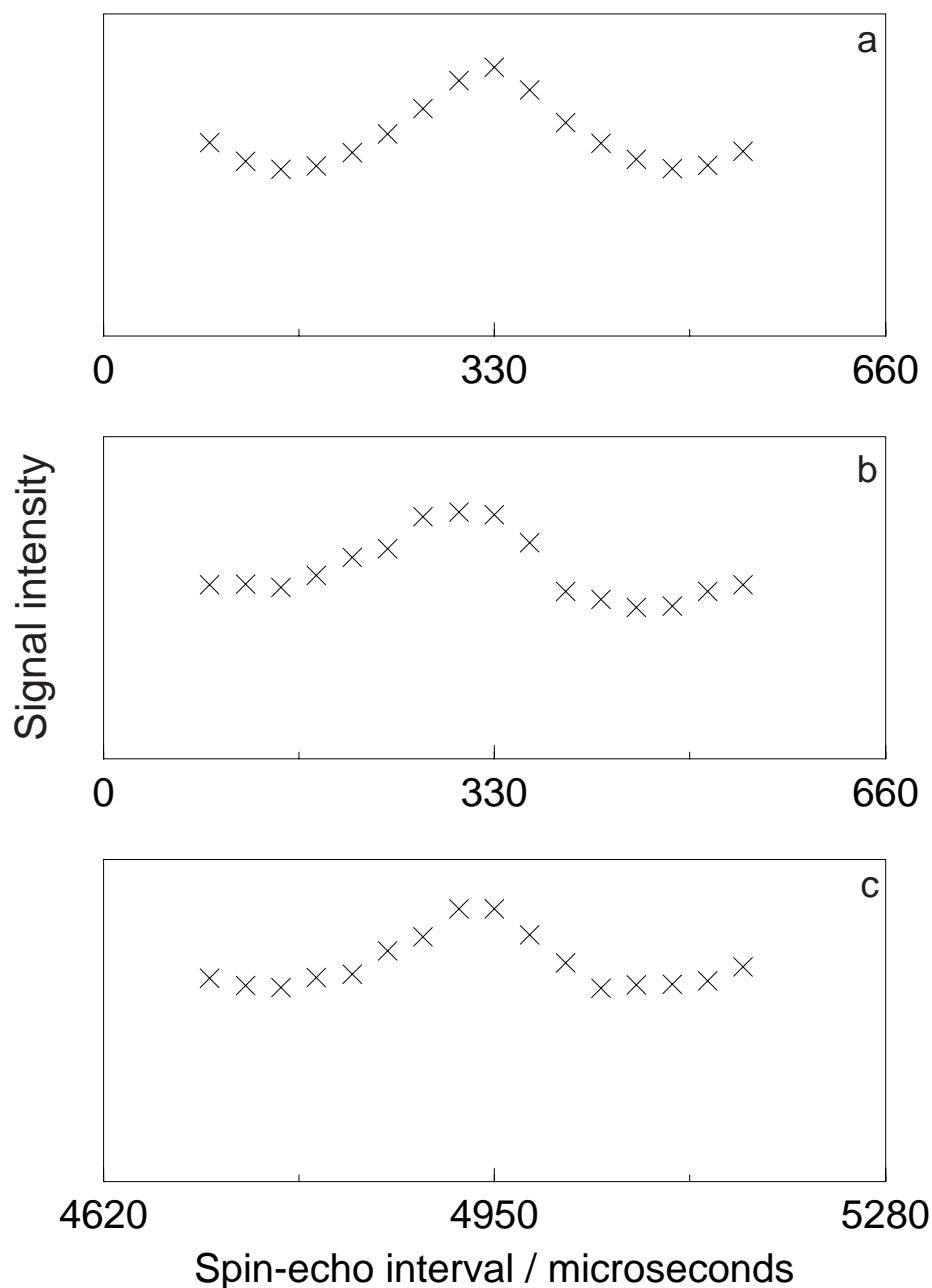 a
0 330 660
b
0 330 660
c
4620 4950 5280
Signal intensity
Spin-echo interval / microseconds